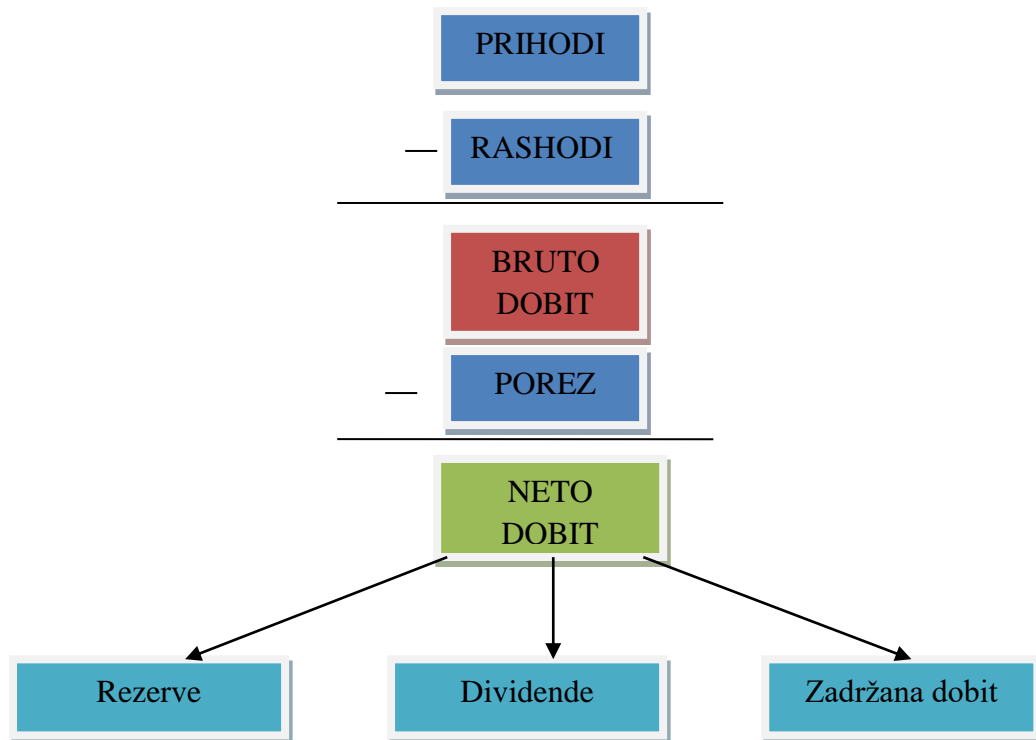 PRIHODI
— RASHODI
BRUTO
DOBIT
— POREZ
NETO
DOBIT
Rezerve
Dividende
Zadržana dobit